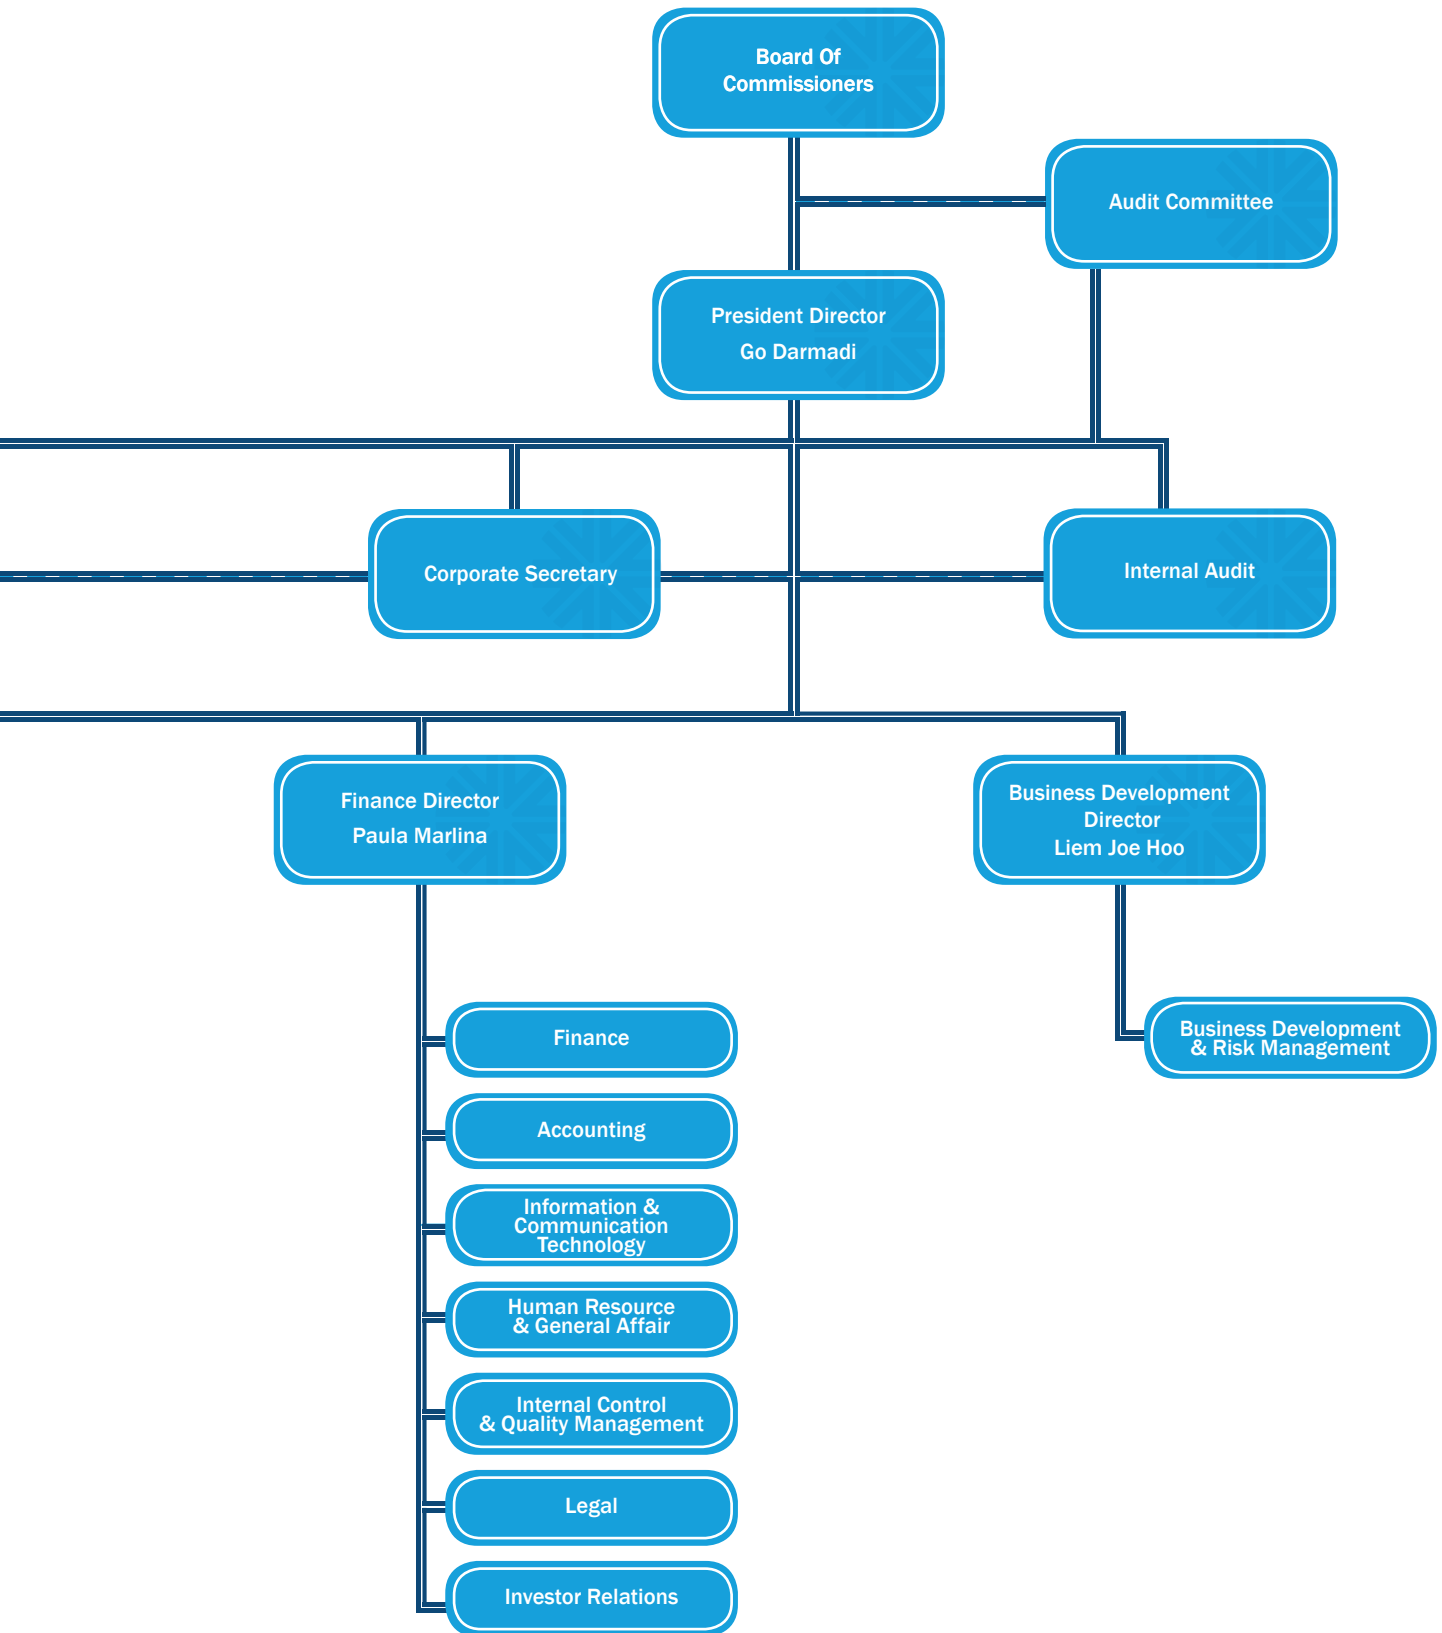 Board Of
Commissioners
Audit Committee
President Director
Go Darmadi
Corporate Secretary
Internal Audit
Finance Director
Paula Marlina
Business Development
Director
Liem Joe Hoo
Finance
Business Development
& Risk Management
Accounting
Information &
Communication
Technology
Human Resource
& General Affair
Internal Control
& Quality Management
Legal
Investor Relations